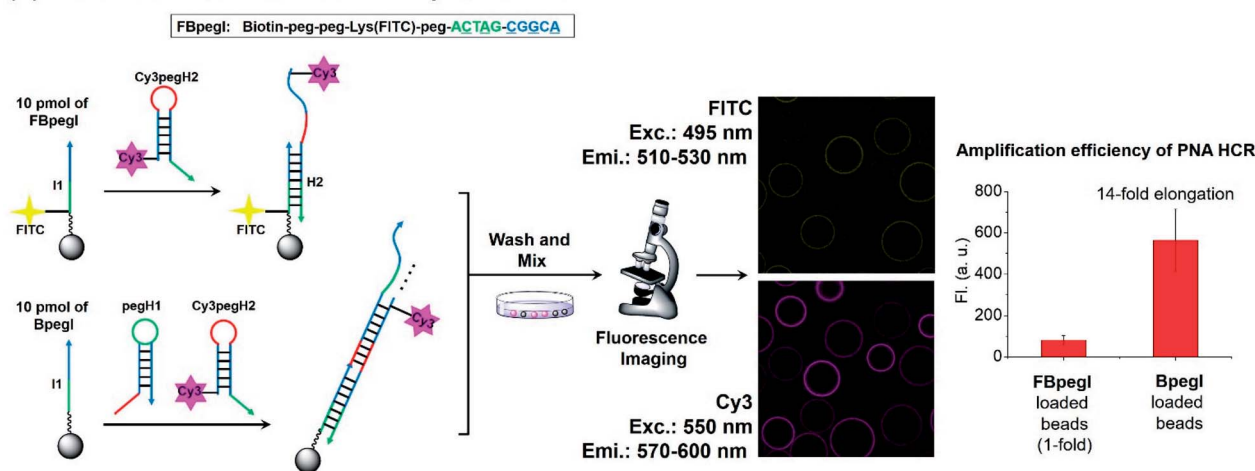 FBpegI: Biotin-peg-peg-Lys(FITC)-peg-ACTAG-CGGCA
Cy3pegH2
10 pmol of
FBpegI
I1
Cy3
FITC
Cy3
H2
FITC
10 pmol of
BpegI
I1
pegH1
Cy3pegH2
Cy3
Cy3
Wash and
Mix
Fluorescence
Imaging
FITC
Exc.: 495 nm
Emi.: 510-530 nm
Cy3
Exc.: 550 nm
Emi.: 570-600 nm
Amplification efficiency of PNA HCR
14-fold elongation
Fl. (a. u.)
800
600
400
200
0
FBpegI
loaded
beads
(1-fold)
BpegI
loaded
beads